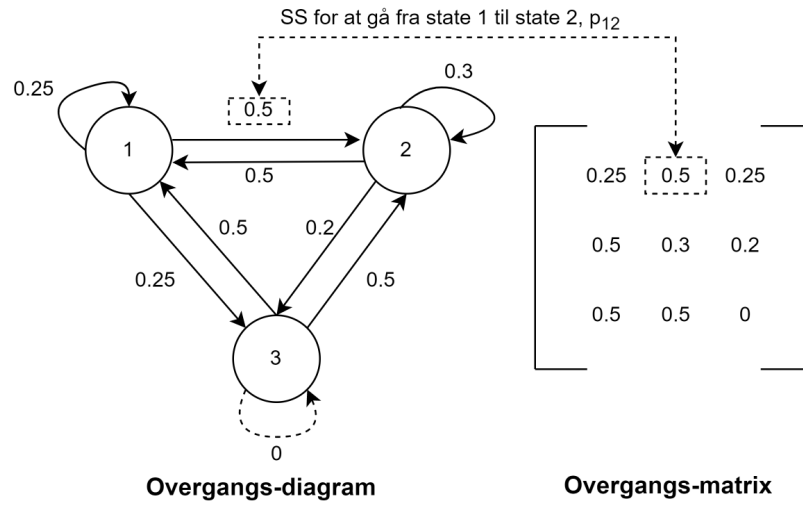 SS for at gå fra state 1 til state 2, p12
0.25
0.5
0.3
1
2
0.5
0.5
0.2
0.25
0.5
3
0
0.25 0.5 0.25
0.5 0.3 0.2
0.5 0.5 0
Overgangs-diagram
Overgangs-matrix